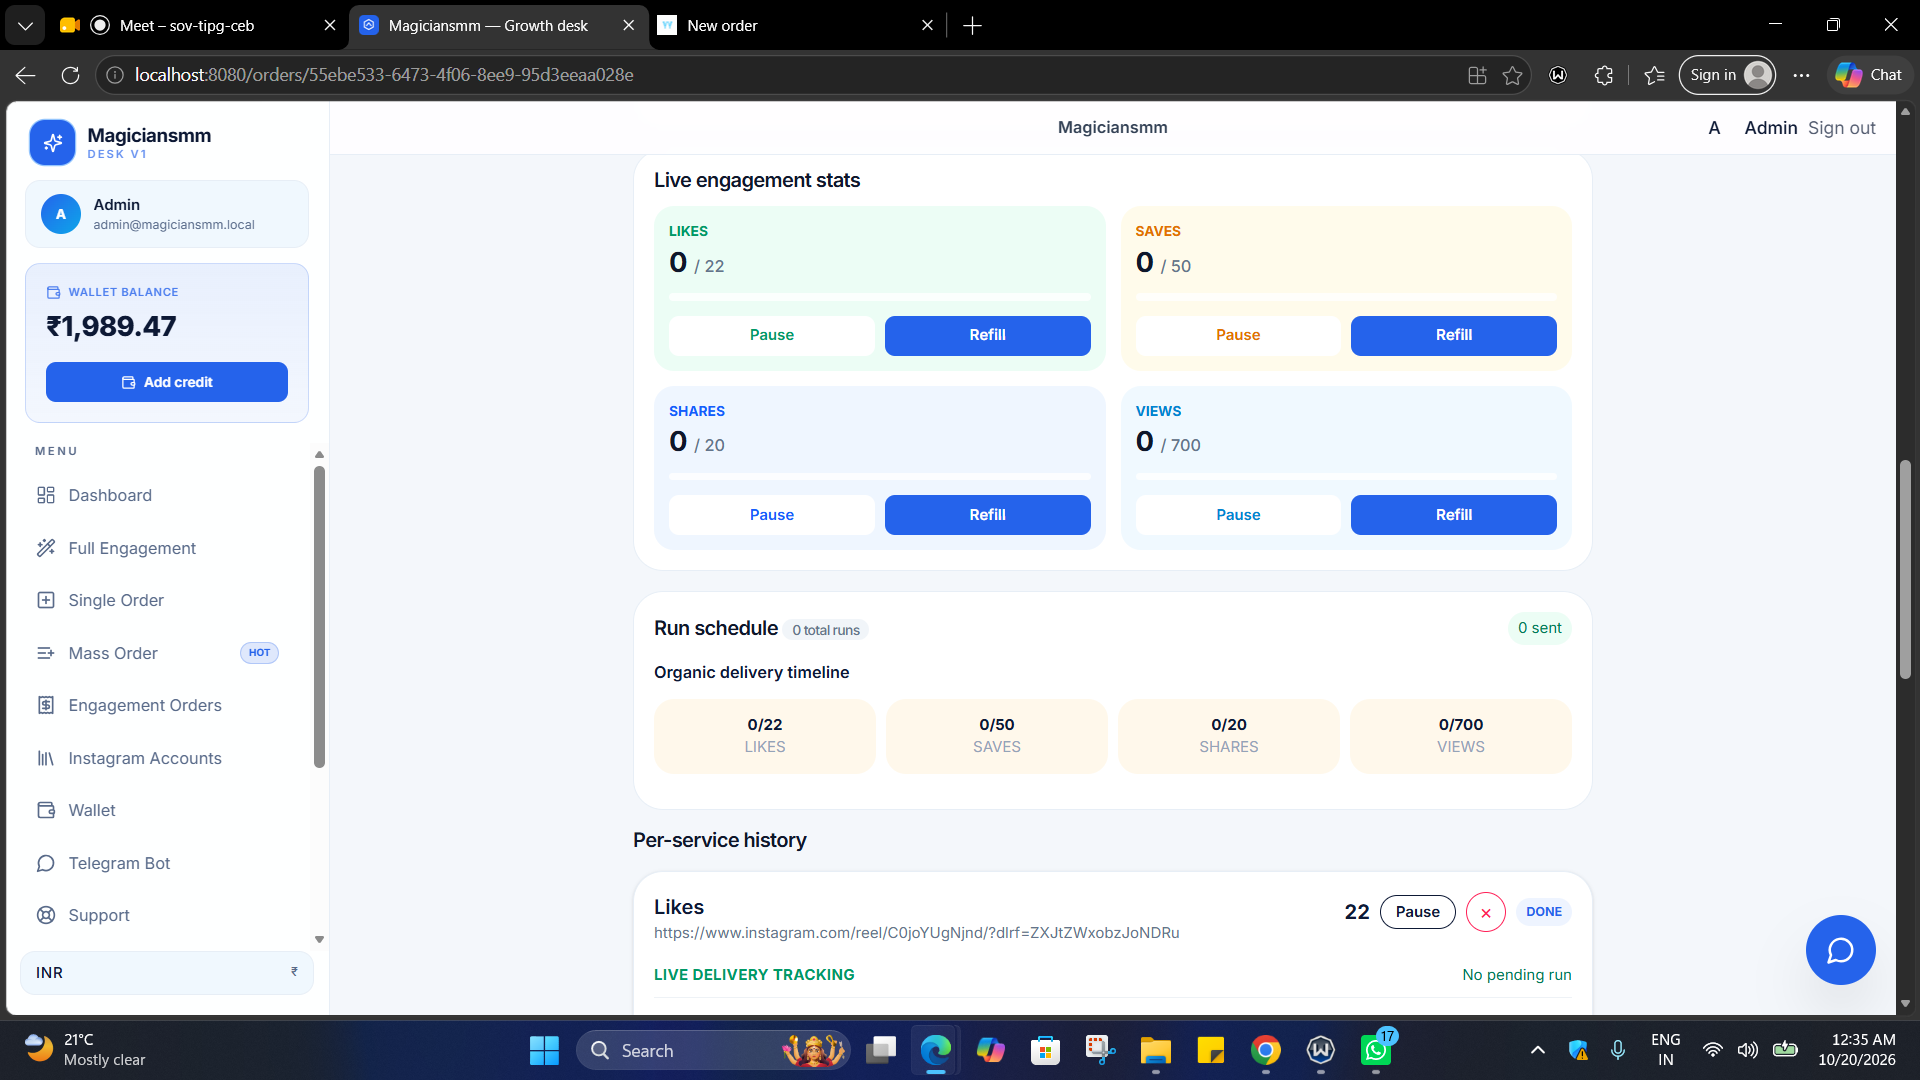 Meet – sov-tipg-ceb
Magiciansmm — Growth desk
New order
localhost:8080/orders/55ebe533-6473-4f06-8ee9-95d3eeaa028e
Sign in
Chat
Magiciansmm
DESK V1
A
Admin
admin@magiciansmm.local
WALLET BALANCE
₹1,989.47
Add credit
MENU
Dashboard
Full Engagement
Single Order
Mass Order
HOT
Engagement Orders
Instagram Accounts
Wallet
Telegram Bot
Support
INR
₹
Magiciansmm
A
Admin
Sign out
Live engagement stats
LIKES
0 / 22
Pause
Refill
SAVES
0 / 50
Pause
Refill
SHARES
0 / 20
Pause
Refill
VIEWS
0 / 700
Pause
Refill
Run schedule
0 total runs
0 sent
Organic delivery timeline
0/22
LIKES
0/50
SAVES
0/20
SHARES
0/700
VIEWS
Per-service history
Likes
22
Pause
DONE
https://www.instagram.com/reel/C0joYUgNjnd/?dlrf=ZXJtZWxobzJoNDRu
LIVE DELIVERY TRACKING
No pending run
21°C
Mostly clear
Search
17
ENG
IN
12:35 AM
10/20/2026